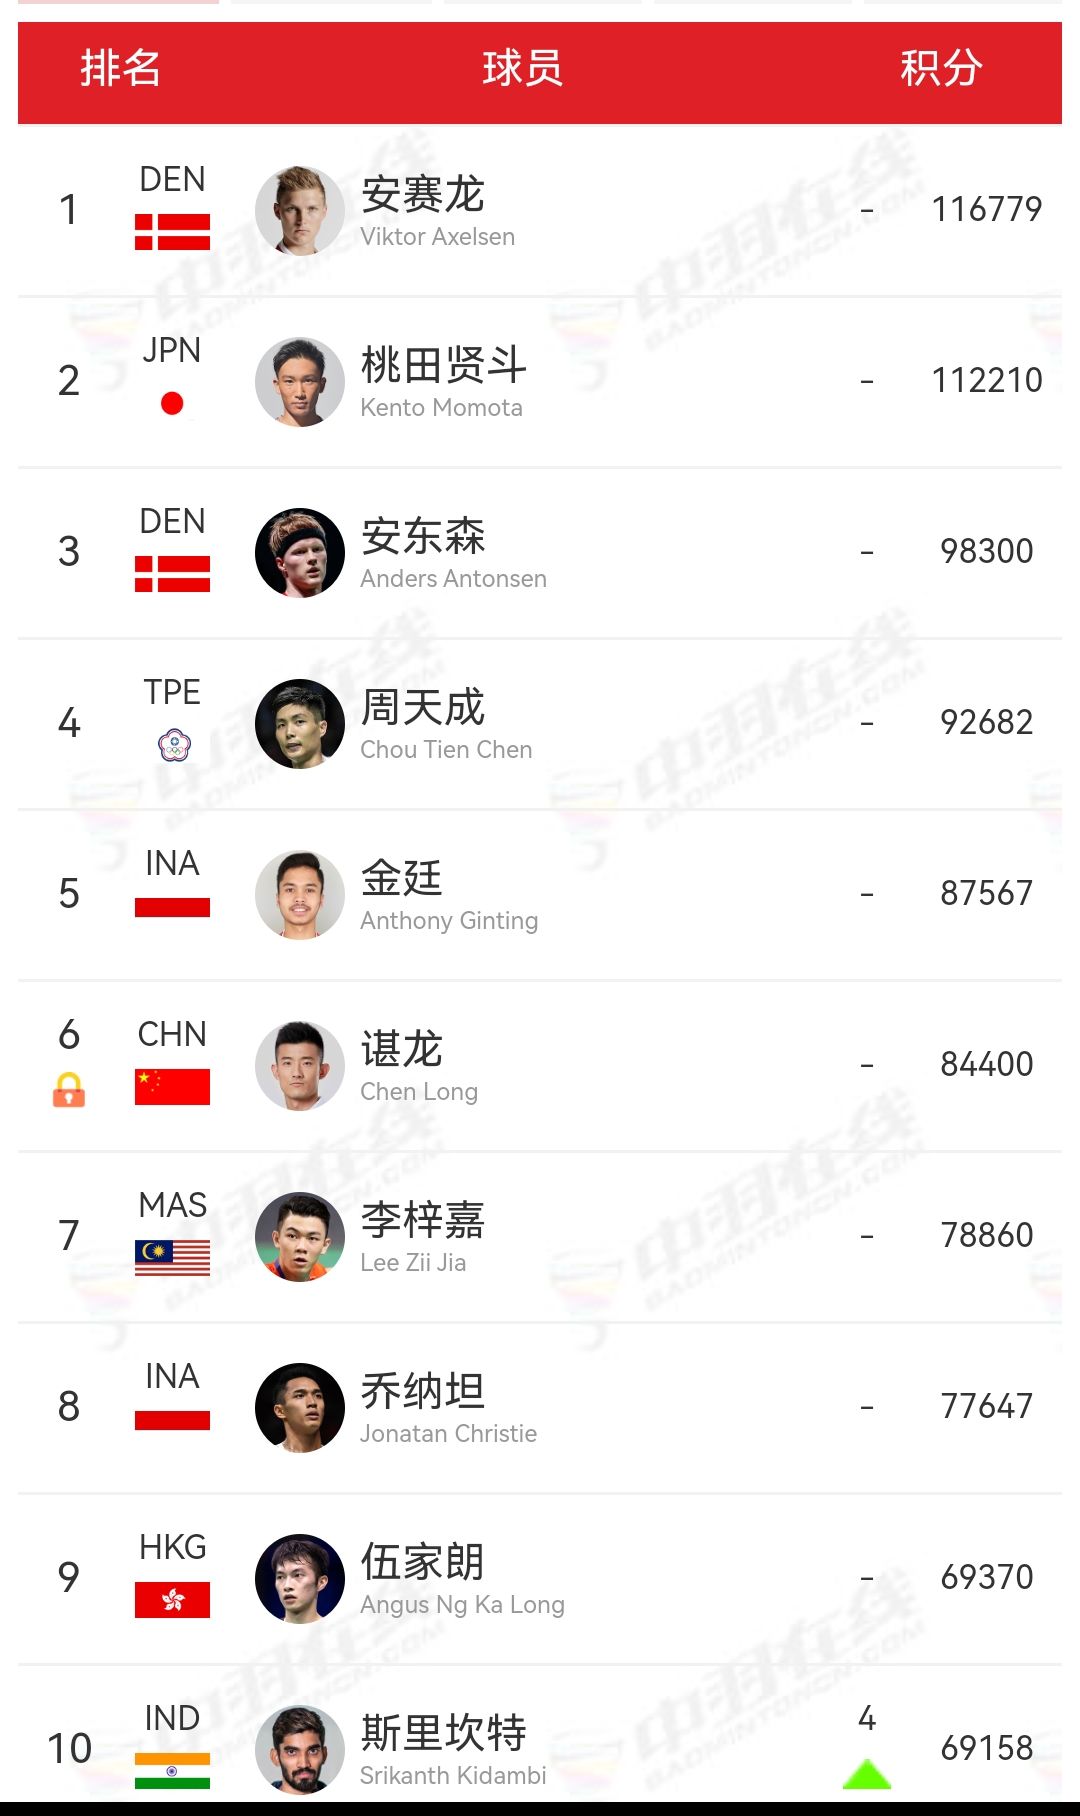 排名 球员 积分
1 DEN 安赛龙 - 116779
Viktor Axelsen
2 JPN 桃田贤斗 - 112210
Kento Momota
3 DEN 安东森 - 98300
Anders Antonsen
4 TPE 周天成 - 92682
Chou Tien Chen
5 INA 金廷 - 87567
Anthony Ginting
6 CHN 谌龙 - 84400
Chen Long
7 MAS 李梓嘉 - 78860
Lee Zii Jia
8 INA 乔纳坦 - 77647
Jonatan Christie
9 HKG 伍家朗 - 69370
Angus Ng Ka Long
10 IND 斯里坎特 4 69158
Srikanth Kidambi
中羽在线
BADMINTONCN.COM